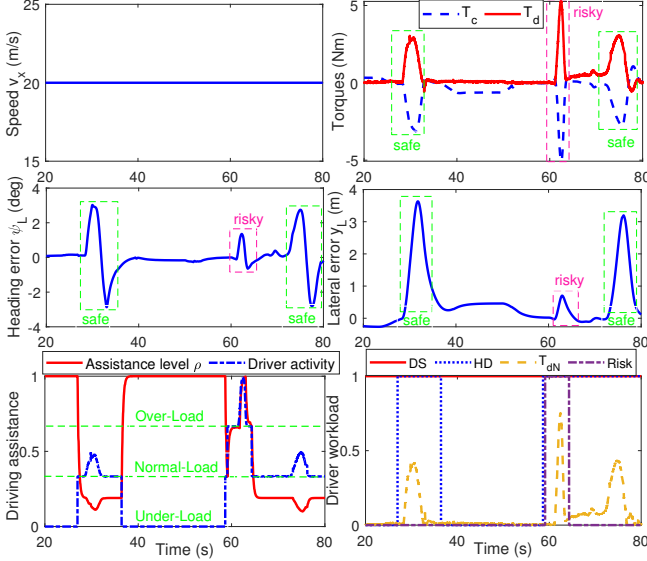 Speed v_x (m/s)
25
20
15
20 40 60 80
T_c T_d
risky
Torques (Nm)
5
0
-5
safe
safe
20 40 60 80
Heading error ψ_L (deg)
4
2
0
-2
-4
risky
safe
safe
20 40 60 80
Lateral error y_L (m)
4
3
2
1
0
risky
safe
safe
20 40 60 80
Assistance level ρ Driver activity
Driving assistance
1
0.5
0
Over-Load
Normal-Load
Under-Load
20 40 60 80
Time (s)
DS HD T_dN Risk
Driver workload
1
0.5
0
20 40 60 80
Time (s)